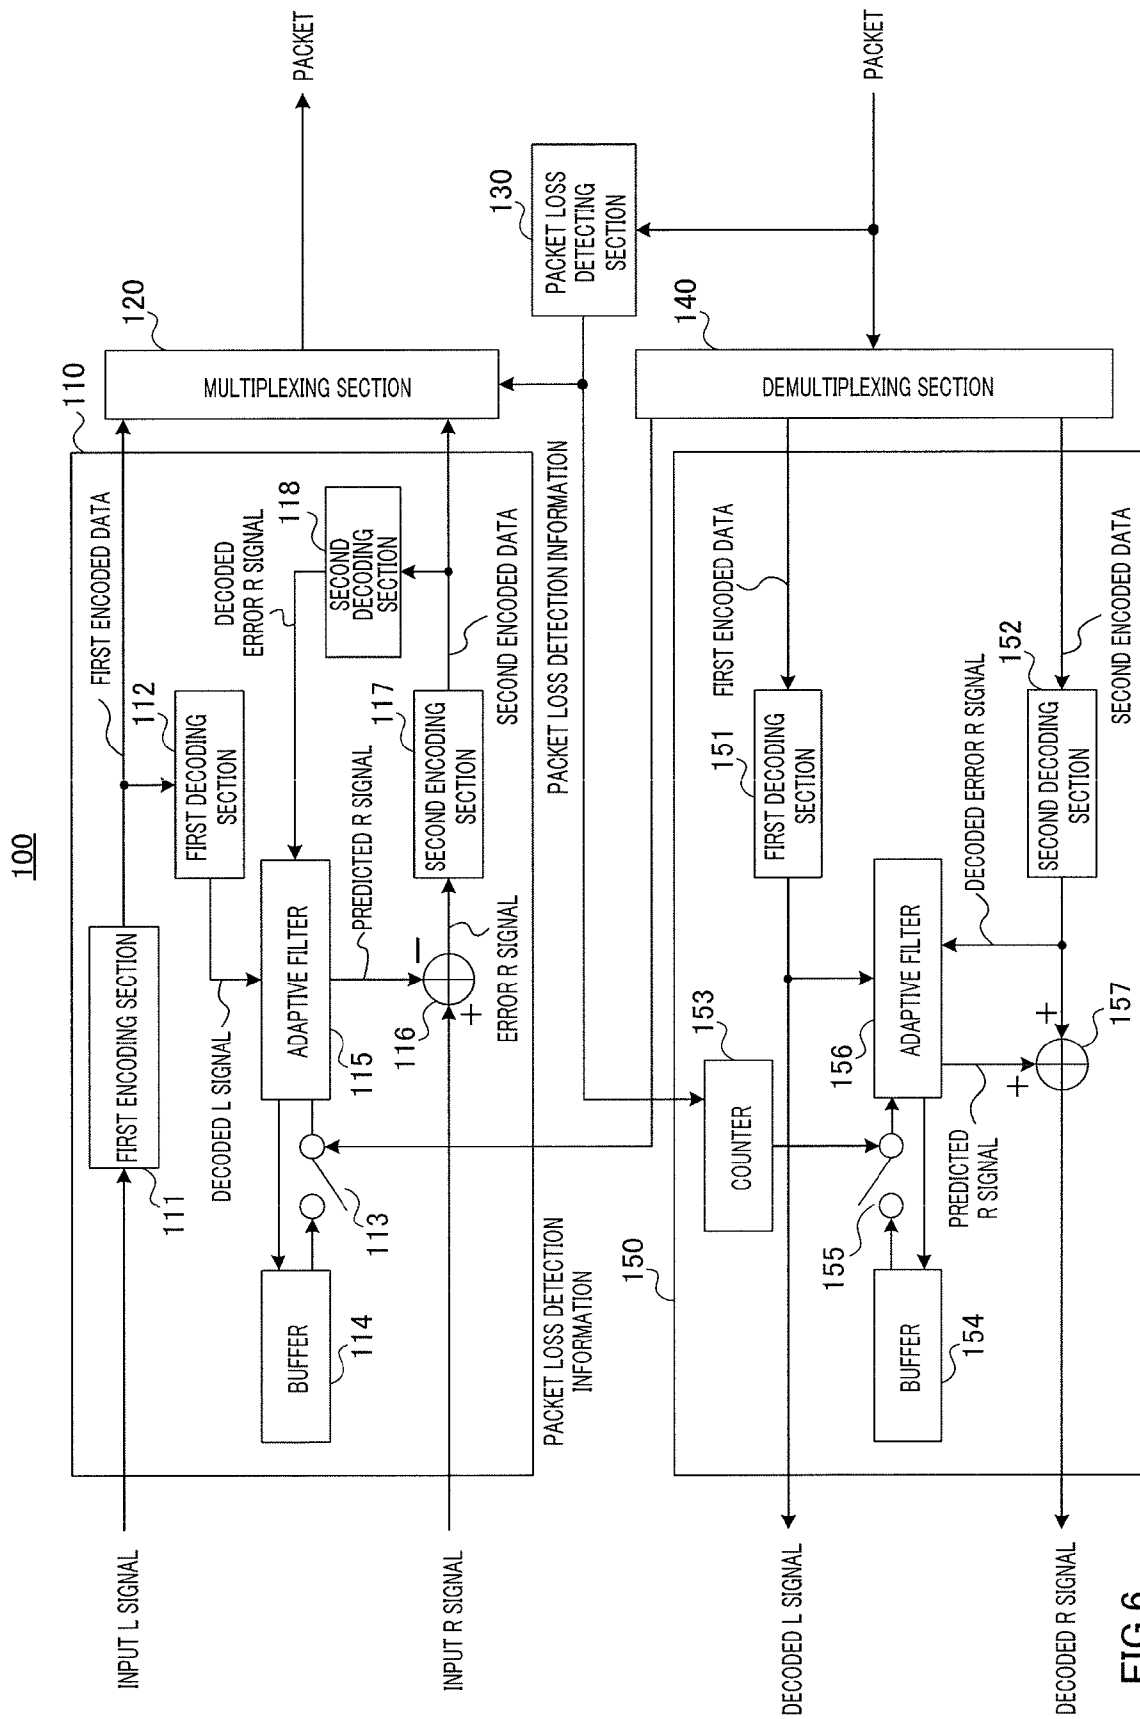 100
INPUT L SIGNAL
111
FIRST ENCODING SECTION
FIRST ENCODED DATA
110
120
MULTIPLEXING SECTION
PACKET
112
FIRST DECODING
SECTION
DECODED L SIGNAL
DECODED
ERROR R SIGNAL
118
SECOND
DECODING
SECTION
BUFFER
114
113
ADAPTIVE FILTER
115
PREDICTED R SIGNAL
117
SECOND ENCODING
SECTION
SECOND ENCODED DATA
INPUT R SIGNAL
+
−
116
ERROR R SIGNAL
PACKET LOSS DETECTION
INFORMATION
PACKET LOSS DETECTION INFORMATION
130
PACKET LOSS
DETECTING
SECTION
140
DEMULTIPLEXING SECTION
PACKET
150
153
COUNTER
151
FIRST DECODING
SECTION
FIRST ENCODED DATA
DECODED L SIGNAL
155
BUFFER
154
156
ADAPTIVE FILTER
PREDICTED
R SIGNAL
DECODED ERROR R SIGNAL
152
SECOND DECODING
SECTION
SECOND ENCODED DATA
+
+
157
DECODED R SIGNAL
FIG.6